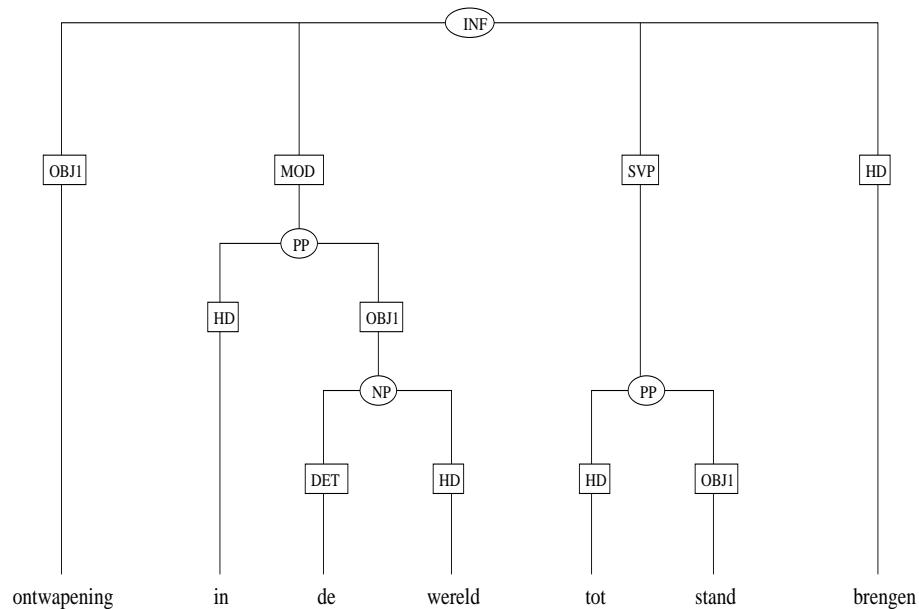 INF
OBJ1 MOD SVP HD
PP
HD OBJ1
NP PP
DET HD HD OBJ1
ontwapening in de wereld tot stand brengen